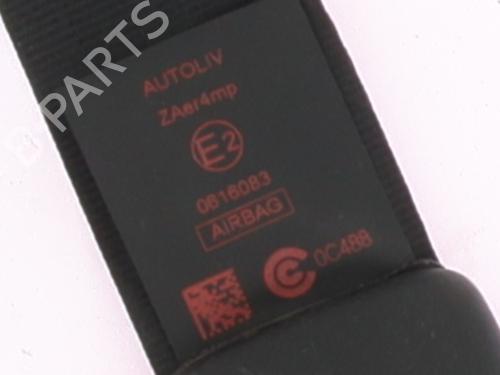 B PARTS
AUTOLIV
ZAer4mp
E2
0616083
AIRBAG
0C488